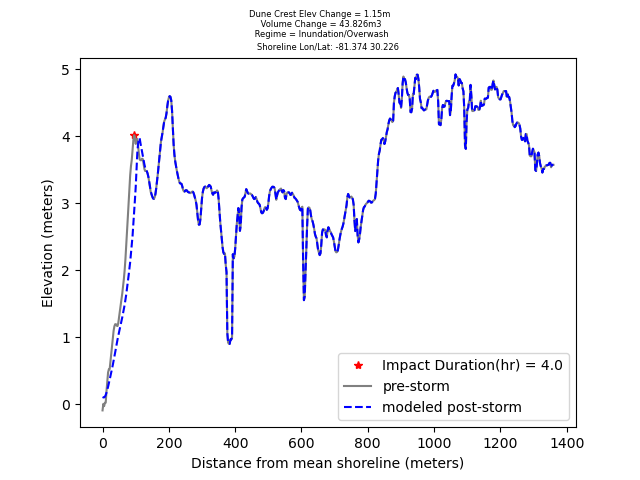 Dune Crest Elev Change = 1.15m
Volume Change = 43.826m3
Regime = Inundation/Overwash
Shoreline Lon/Lat: -81.374 30.226
5
4
3
2
1
0
Elevation (meters)
Impact Duration(hr) = 4.0
pre-storm
modeled post-storm
0 200 400 600 800 1000 1200 1400
Distance from mean shoreline (meters)